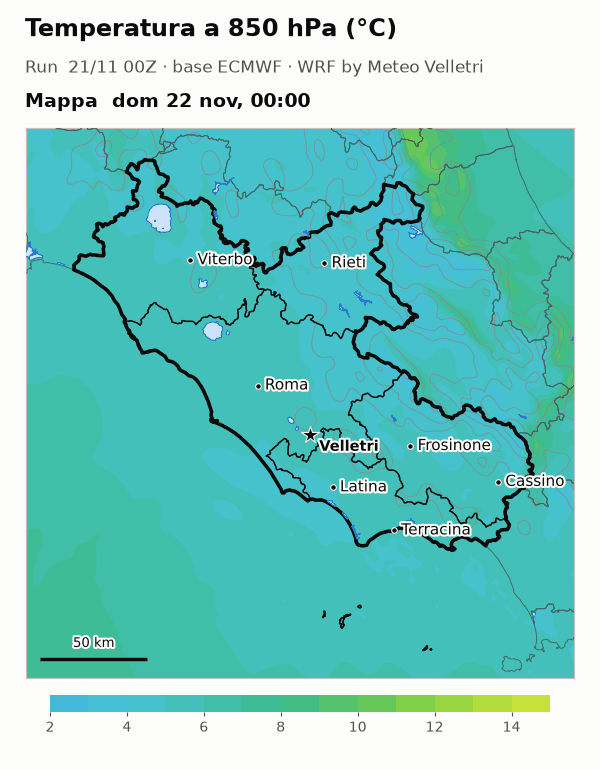 Temperatura a 850 hPa (°C)
Run  21/11 00Z · base ECMWF · WRF by Meteo Velletri
Mappa  dom 22 nov, 00:00
Viterbo
Rieti
Roma
Velletri
Frosinone
Cassino
Latina
Terracina
50 km
2 4 6 8 10 12 14